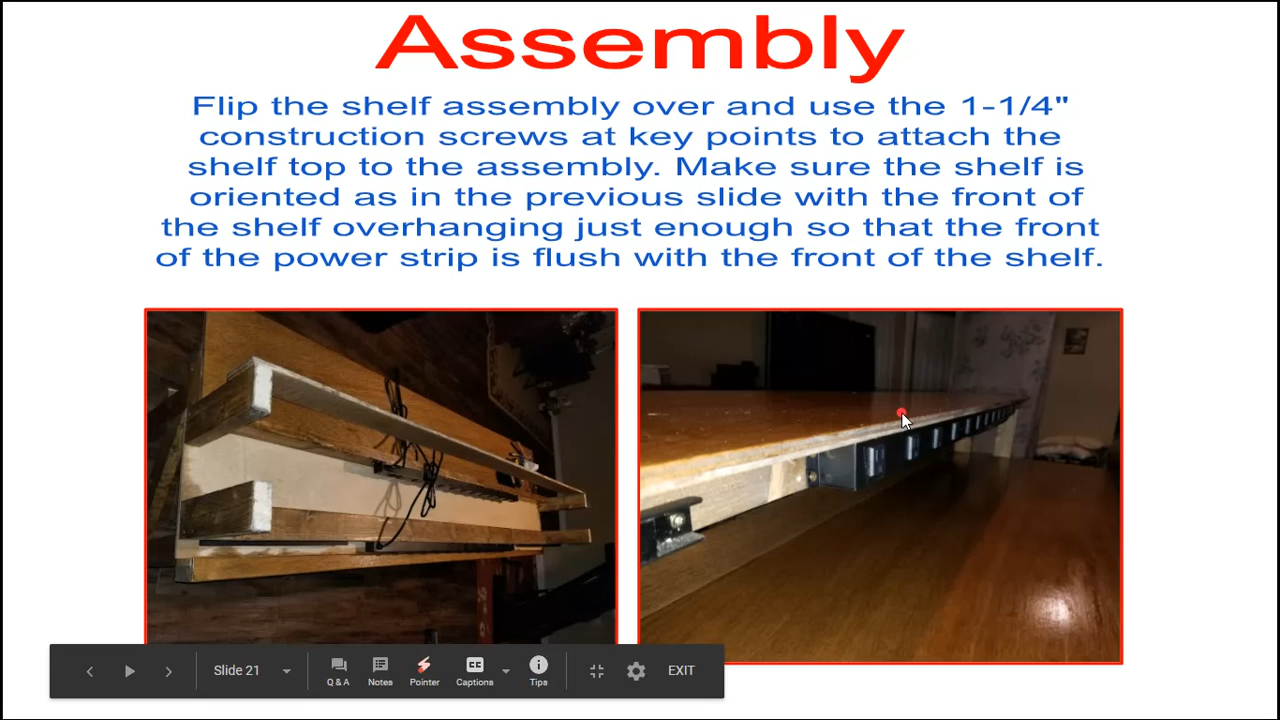 Assembly
Flip the shelf assembly over and use the 1-1/4"
construction screws at key points to attach the
shelf top to the assembly. Make sure the shelf is
oriented as in the previous slide with the front of
the shelf overhanging just enough so that the front
of the power strip is flush with the front of the shelf.
Slide 21
Q & A
Notes
Pointer
CC
Captions
Tips
EXIT